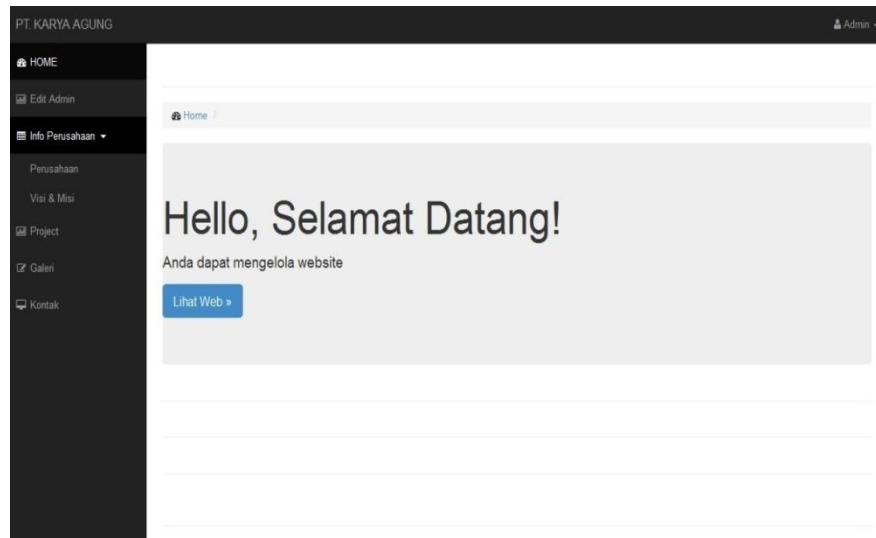 PT. KARYA AGUNG
Admin
HOME
Edit Admin
Info Perusahaan
Perusahaan
Visi & Misi
Project
Galeri
Kontak
Home /
Hello, Selamat Datang!
Anda dapat mengelola website
Lihat Web »